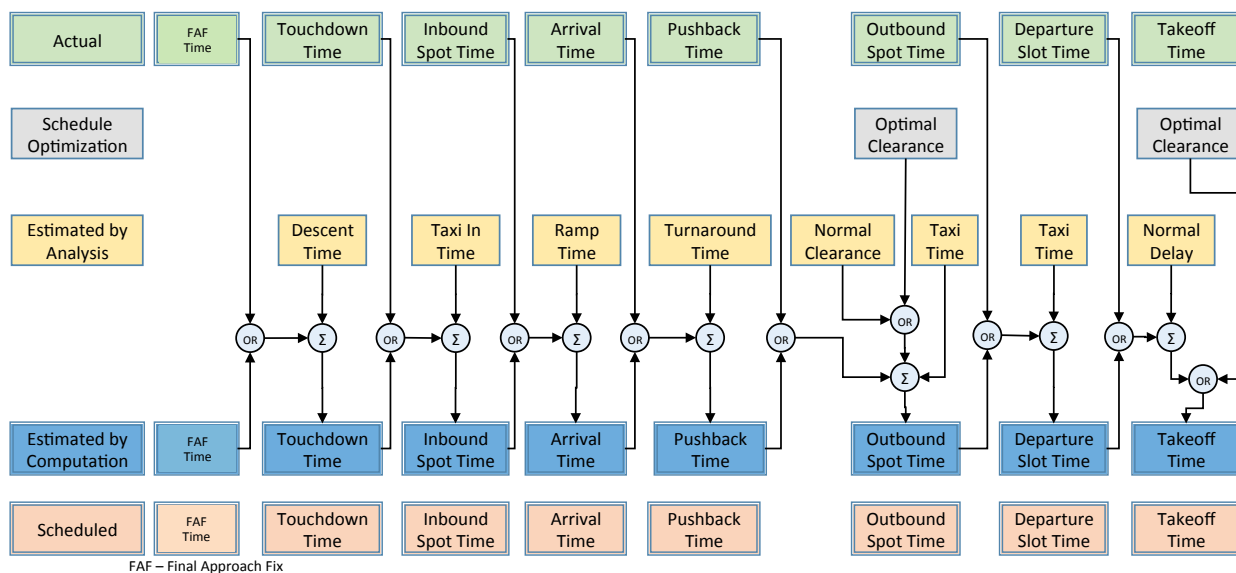 Actual
FAF
Time
Touchdown
Time
Inbound
Spot Time
Arrival
Time
Pushback
Time
Outbound
Spot Time
Departure
Slot Time
Takeoff
Time
Schedule
Optimization
Optimal
Clearance
Optimal
Clearance
Estimated by
Analysis
Descent
Time
Taxi In
Time
Ramp
Time
Turnaround
Time
Normal
Clearance
Taxi
Time
Taxi
Time
Normal
Delay
OR
OR
Σ
OR
Σ
OR
Σ
OR
Σ
OR
OR
Σ
OR
Σ
Σ
OR
Estimated by
Computation
FAF
Time
Touchdown
Time
Inbound
Spot Time
Arrival
Time
Pushback
Time
Outbound
Spot Time
Departure
Slot Time
Takeoff
Time
Scheduled
FAF
Time
Touchdown
Time
Inbound
Spot Time
Arrival
Time
Pushback
Time
Outbound
Spot Time
Departure
Slot Time
Takeoff
Time
FAF – Final Approach Fix